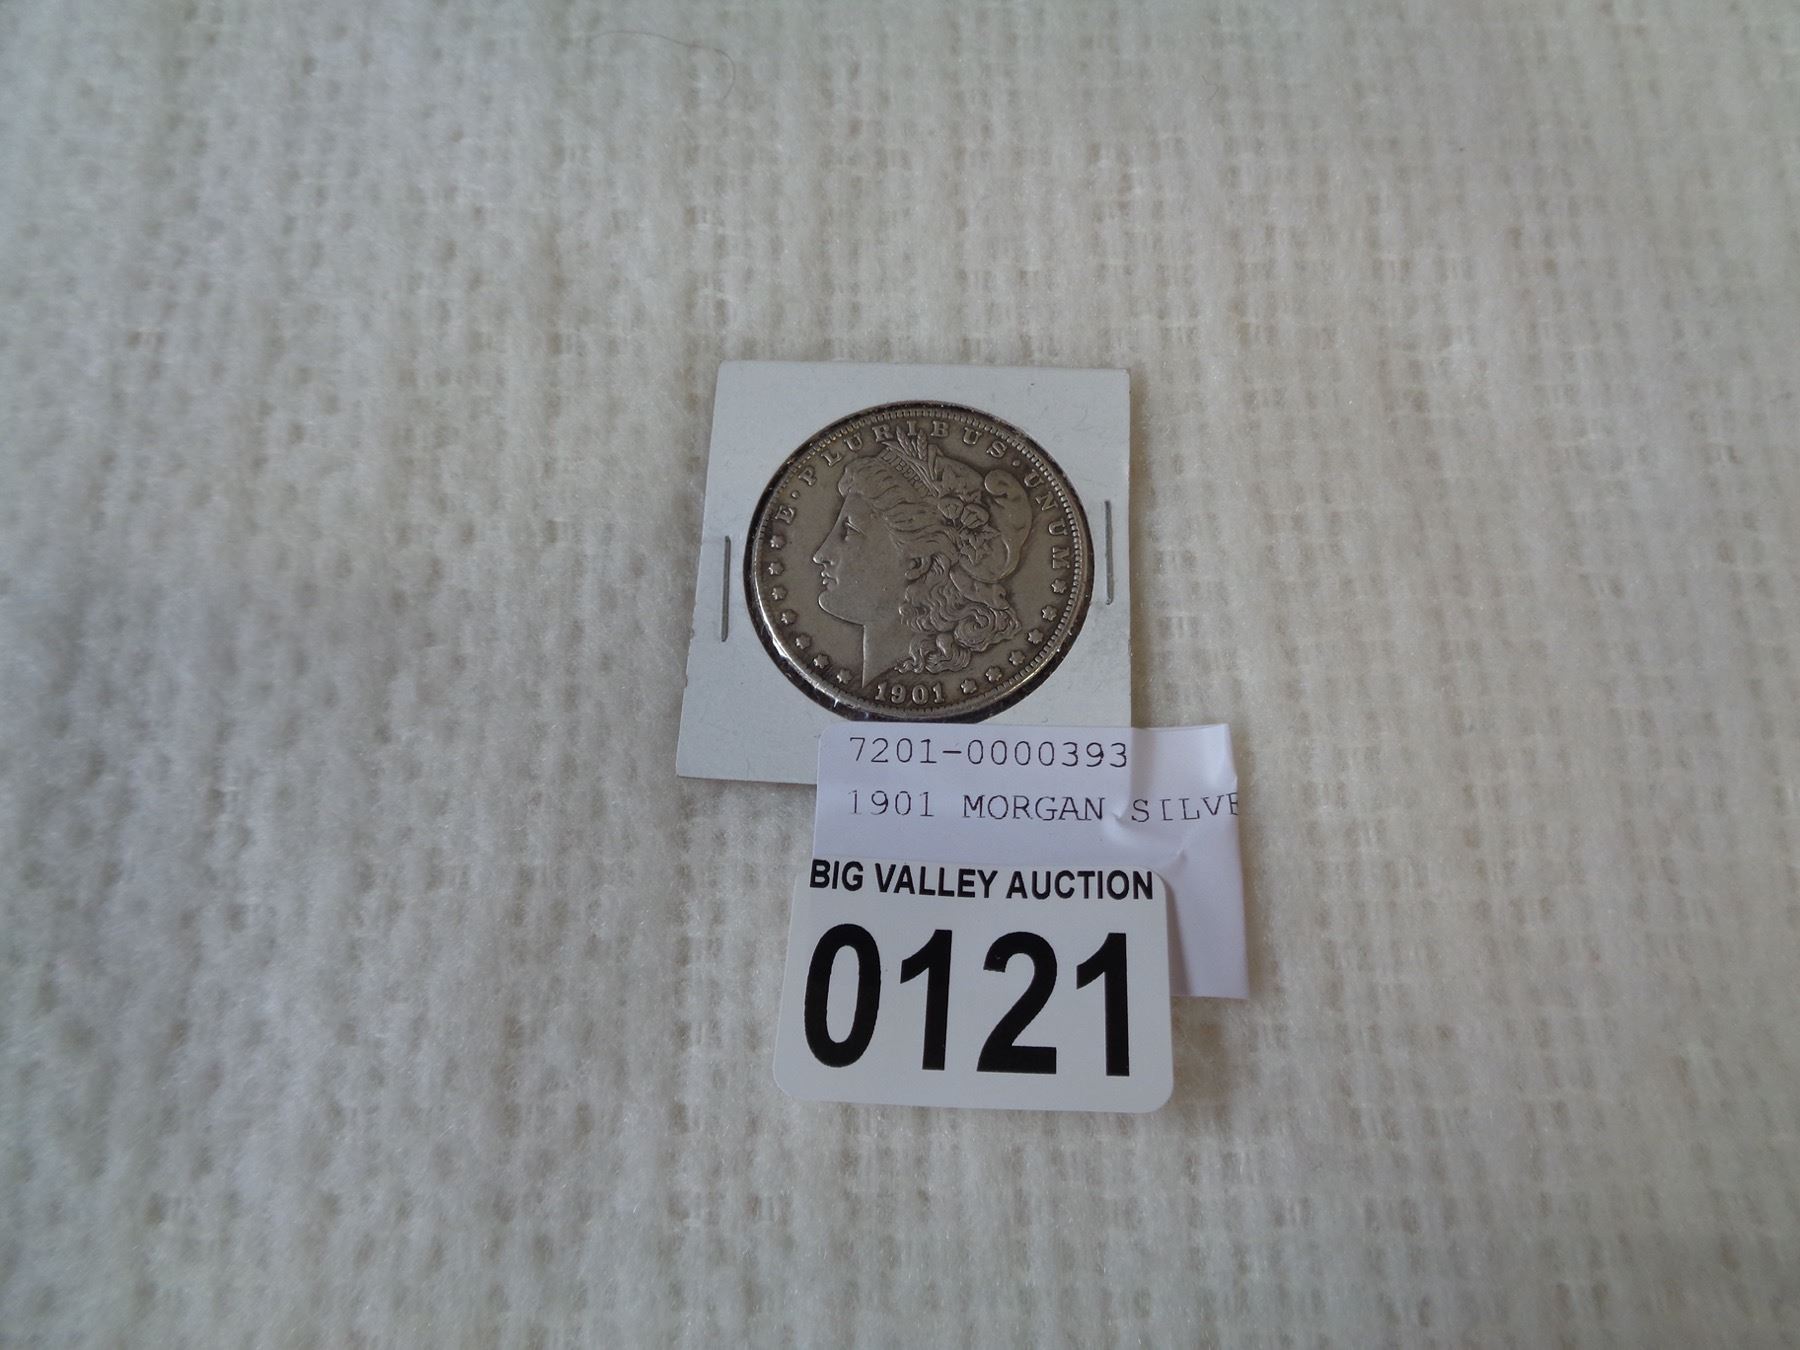 E · PLURIBUS · UNUM
LIBERTY
1901
7201-0000393
1901 MORGAN SILVE
BIG VALLEY AUCTION
0121